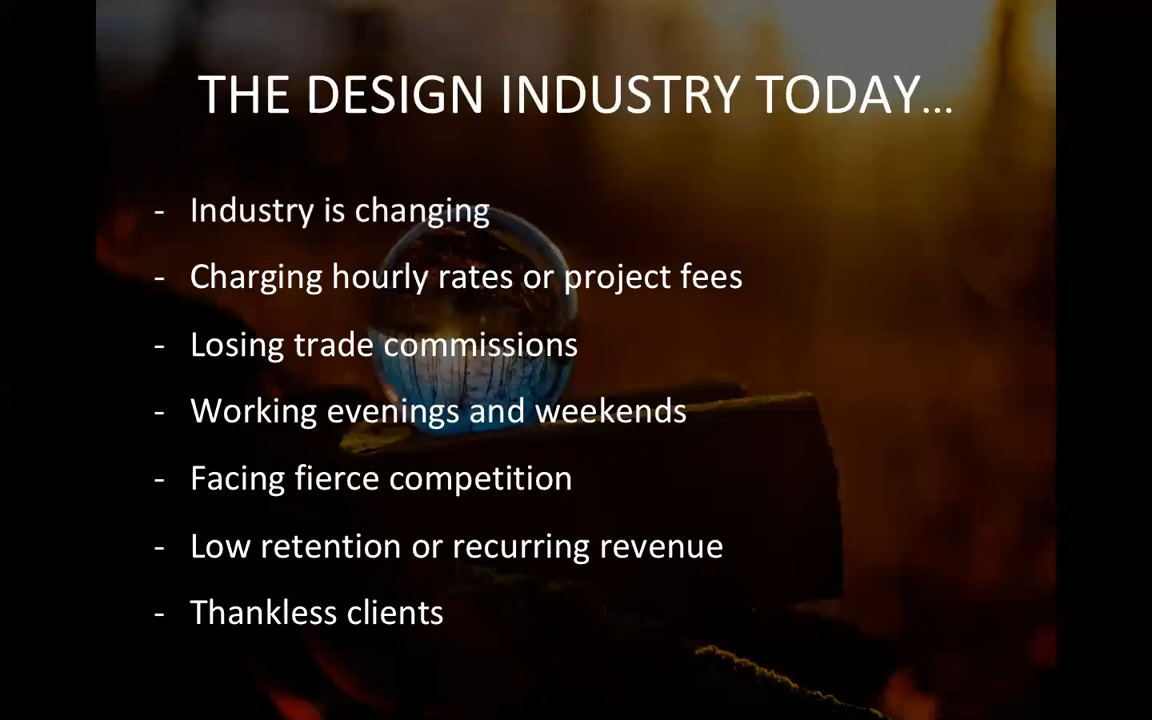 THE DESIGN INDUSTRY TODAY...
- Industry is changing
- Charging hourly rates or project fees
- Losing trade commissions
- Working evenings and weekends
- Facing fierce competition
- Low retention or recurring revenue
- Thankless clients